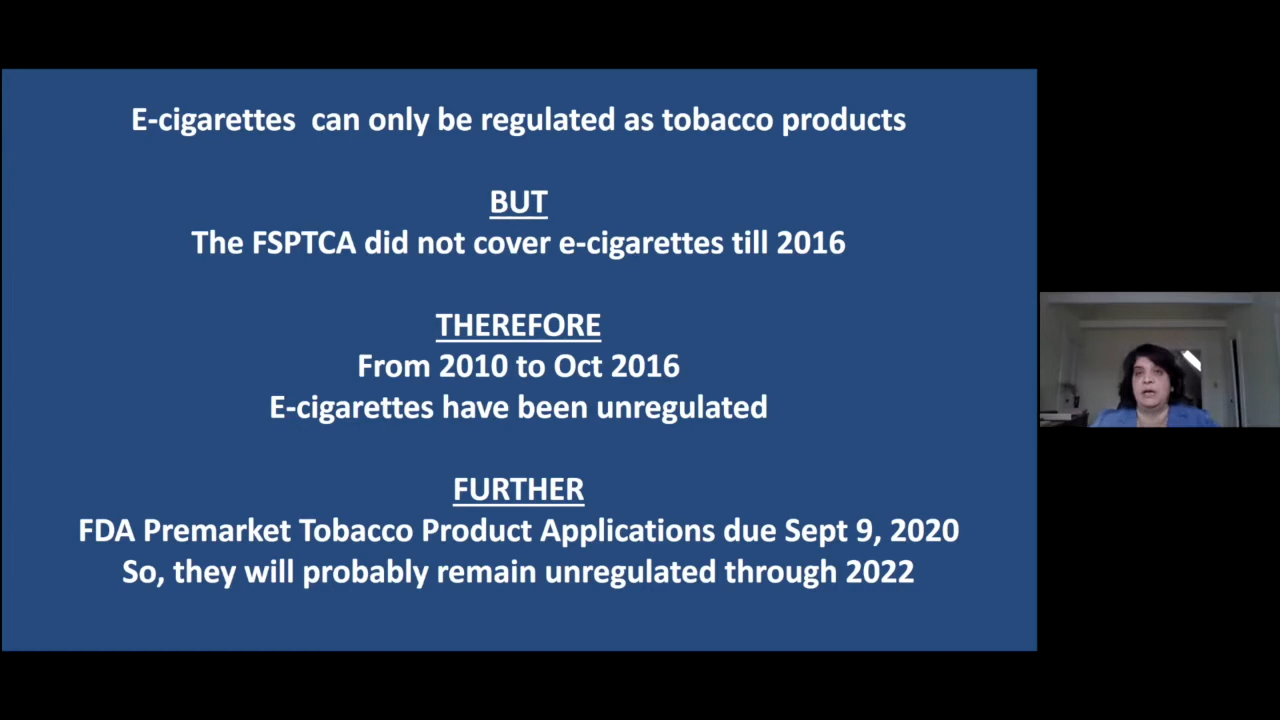 E-cigarettes can only be regulated as tobacco products
BUT
The FSPTCA did not cover e-cigarettes till 2016
THEREFORE
From 2010 to Oct 2016
E-cigarettes have been unregulated
FURTHER
FDA Premarket Tobacco Product Applications due Sept 9, 2020
So, they will probably remain unregulated through 2022